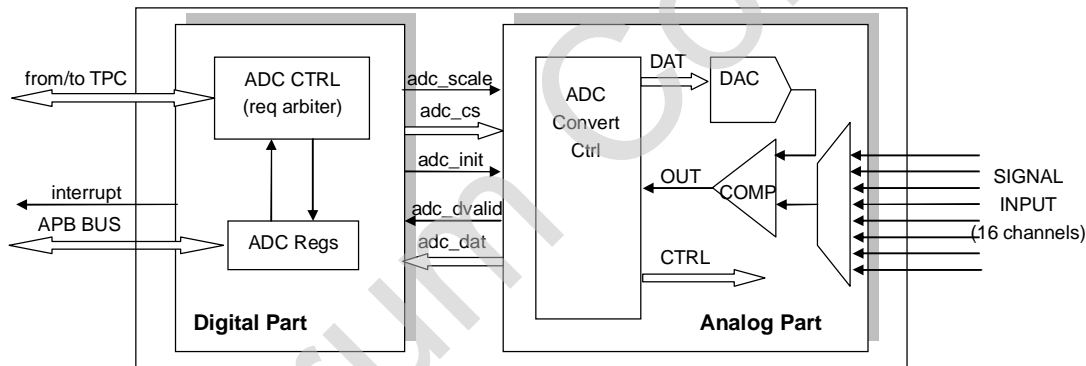 from/to TPC
ADC CTRL
(req arbiter)
interrupt
APB BUS
ADC Regs
Digital Part
adc_scale
adc_cs
adc_init
adc_dvalid
adc_dat
ADC
Convert
Ctrl
DAT
DAC
OUT
COMP
CTRL
Analog Part
SIGNAL
INPUT
(16 channels)